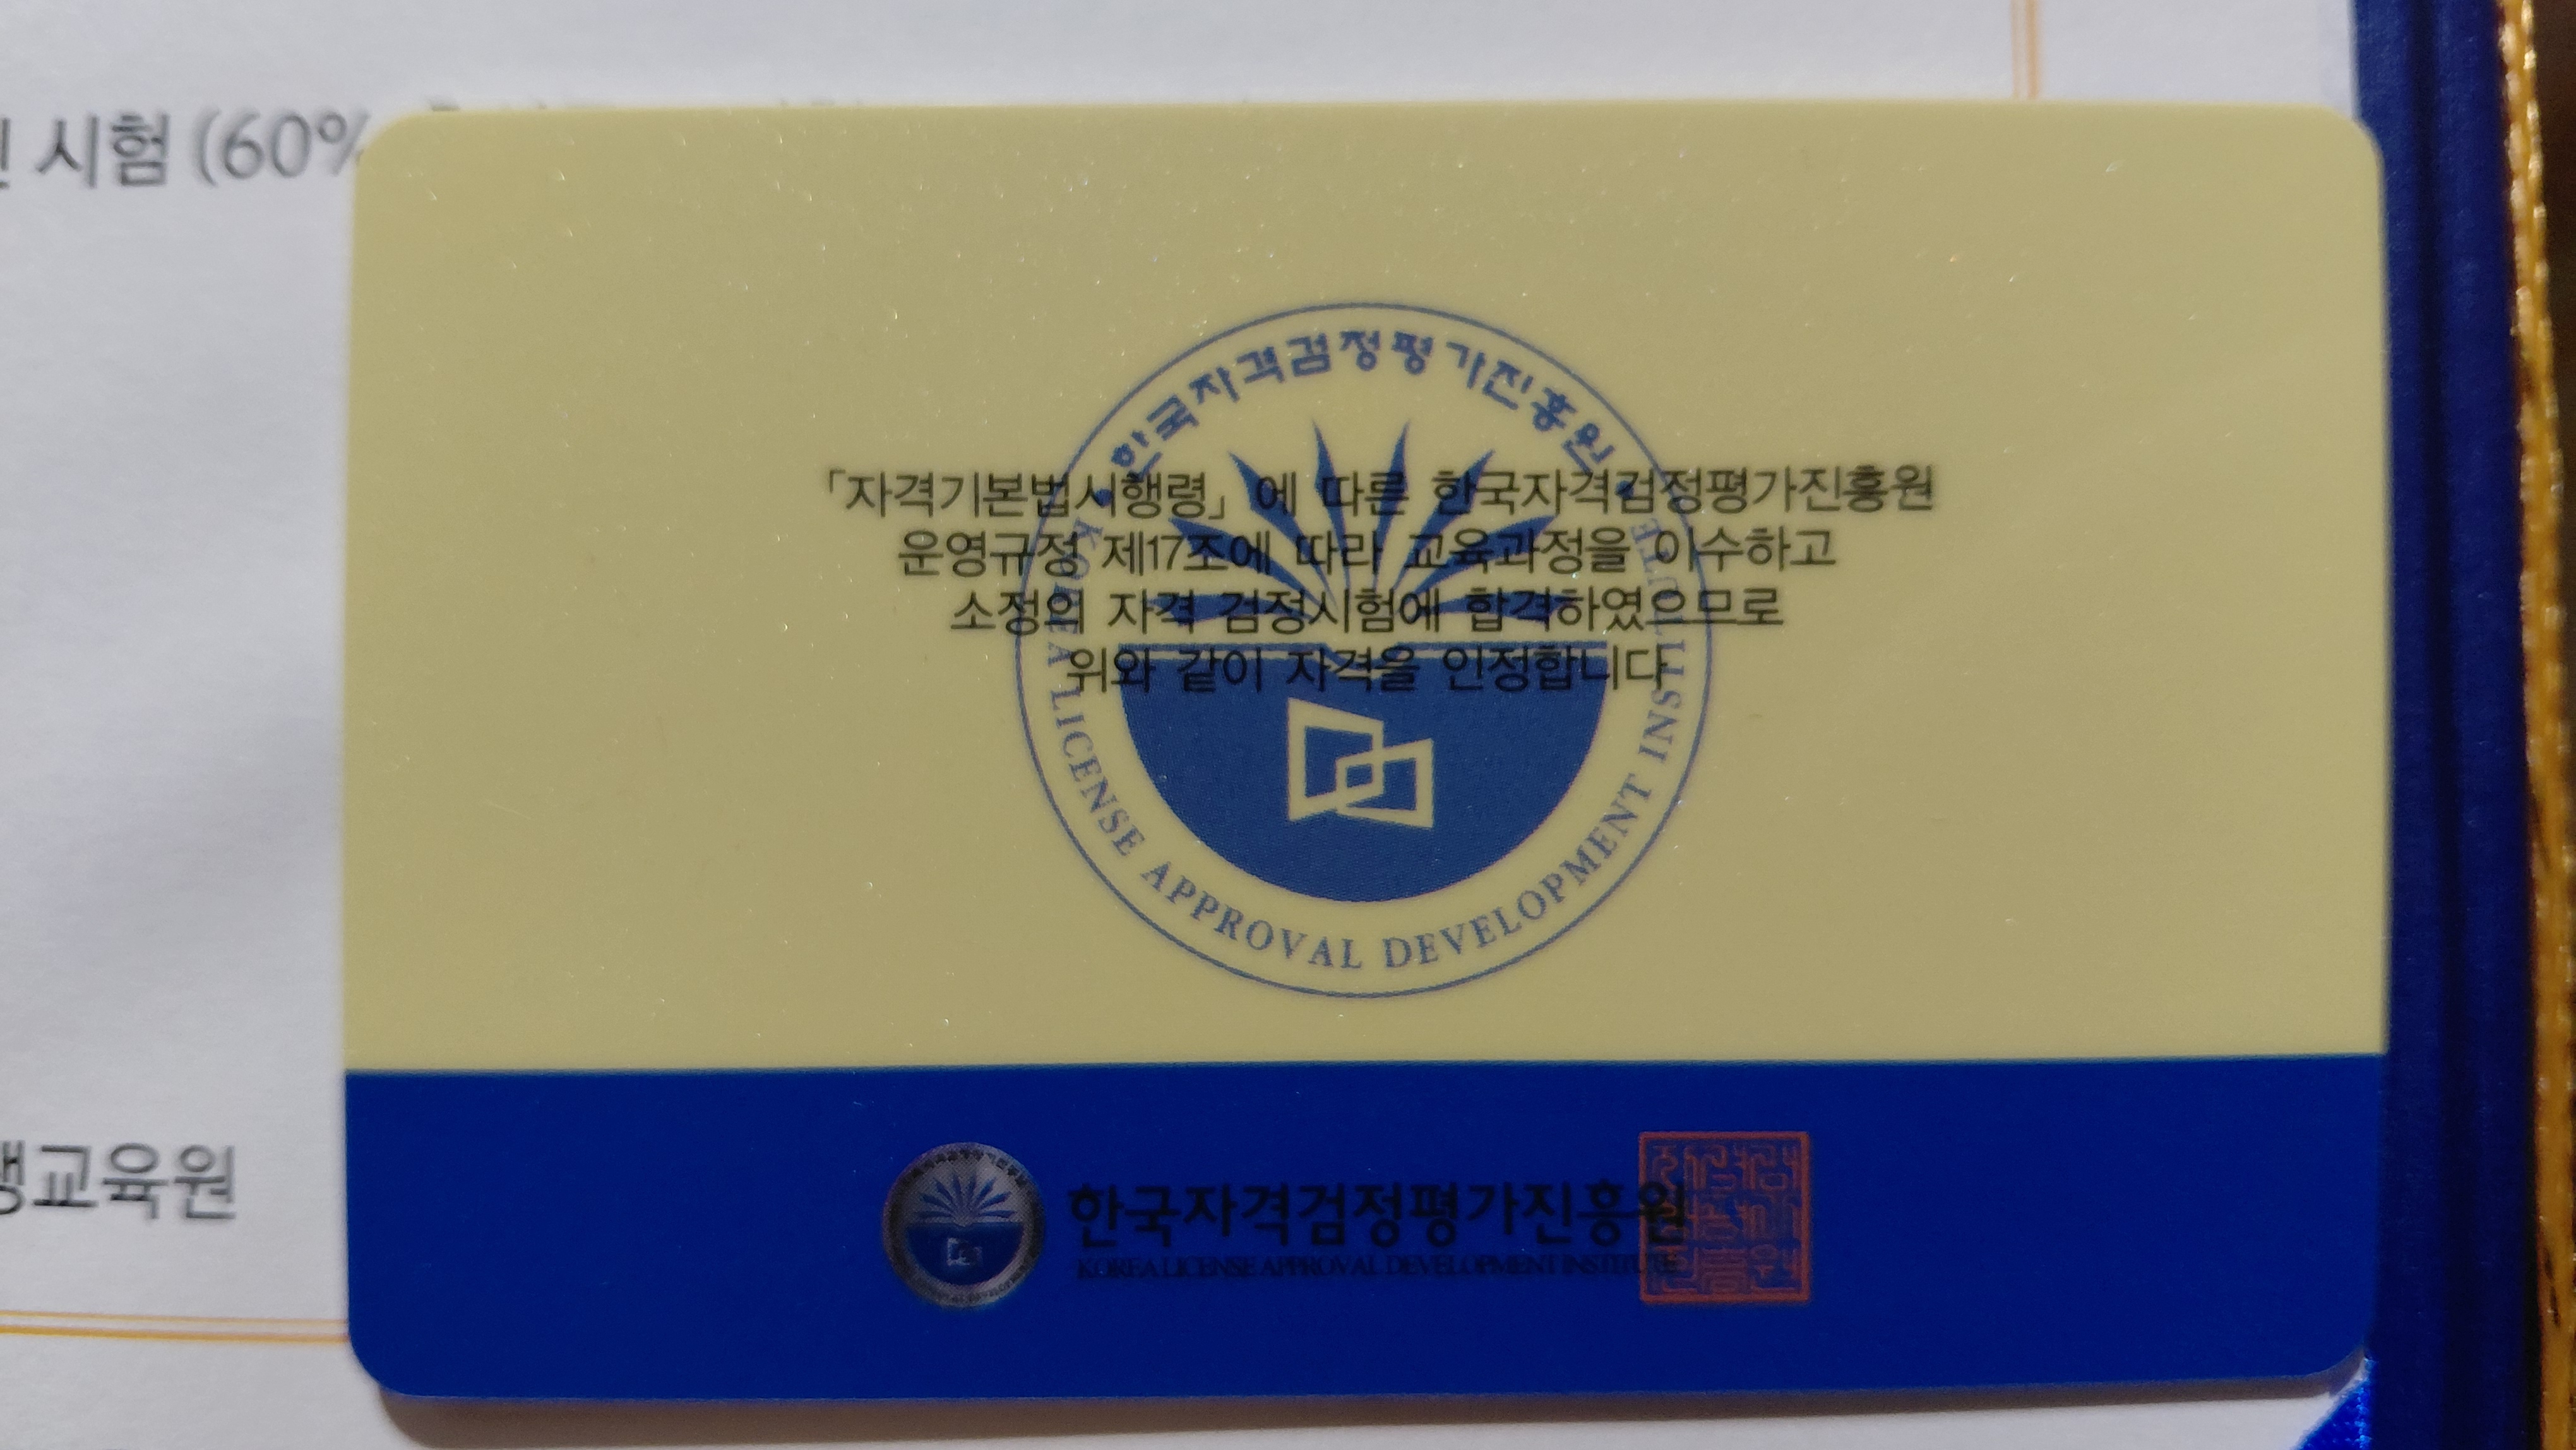 시험 (60%
한국자격검정평가진흥원
KOREA LICENSE APPROVAL DEVELOPMENT INSTITUTE
「자격기본법시행령」에 따른 한국자격검정평가진흥원
운영규정 제17조에 따라 교육과정을 이수하고
소정의 자격 검정시험에 합격하였으므로
위와 같이 자격을 인정합니다
교육원
한국자격검정평가진흥원
KOREA LICENSE APPROVAL DEVELOPMENT INSTITUTE